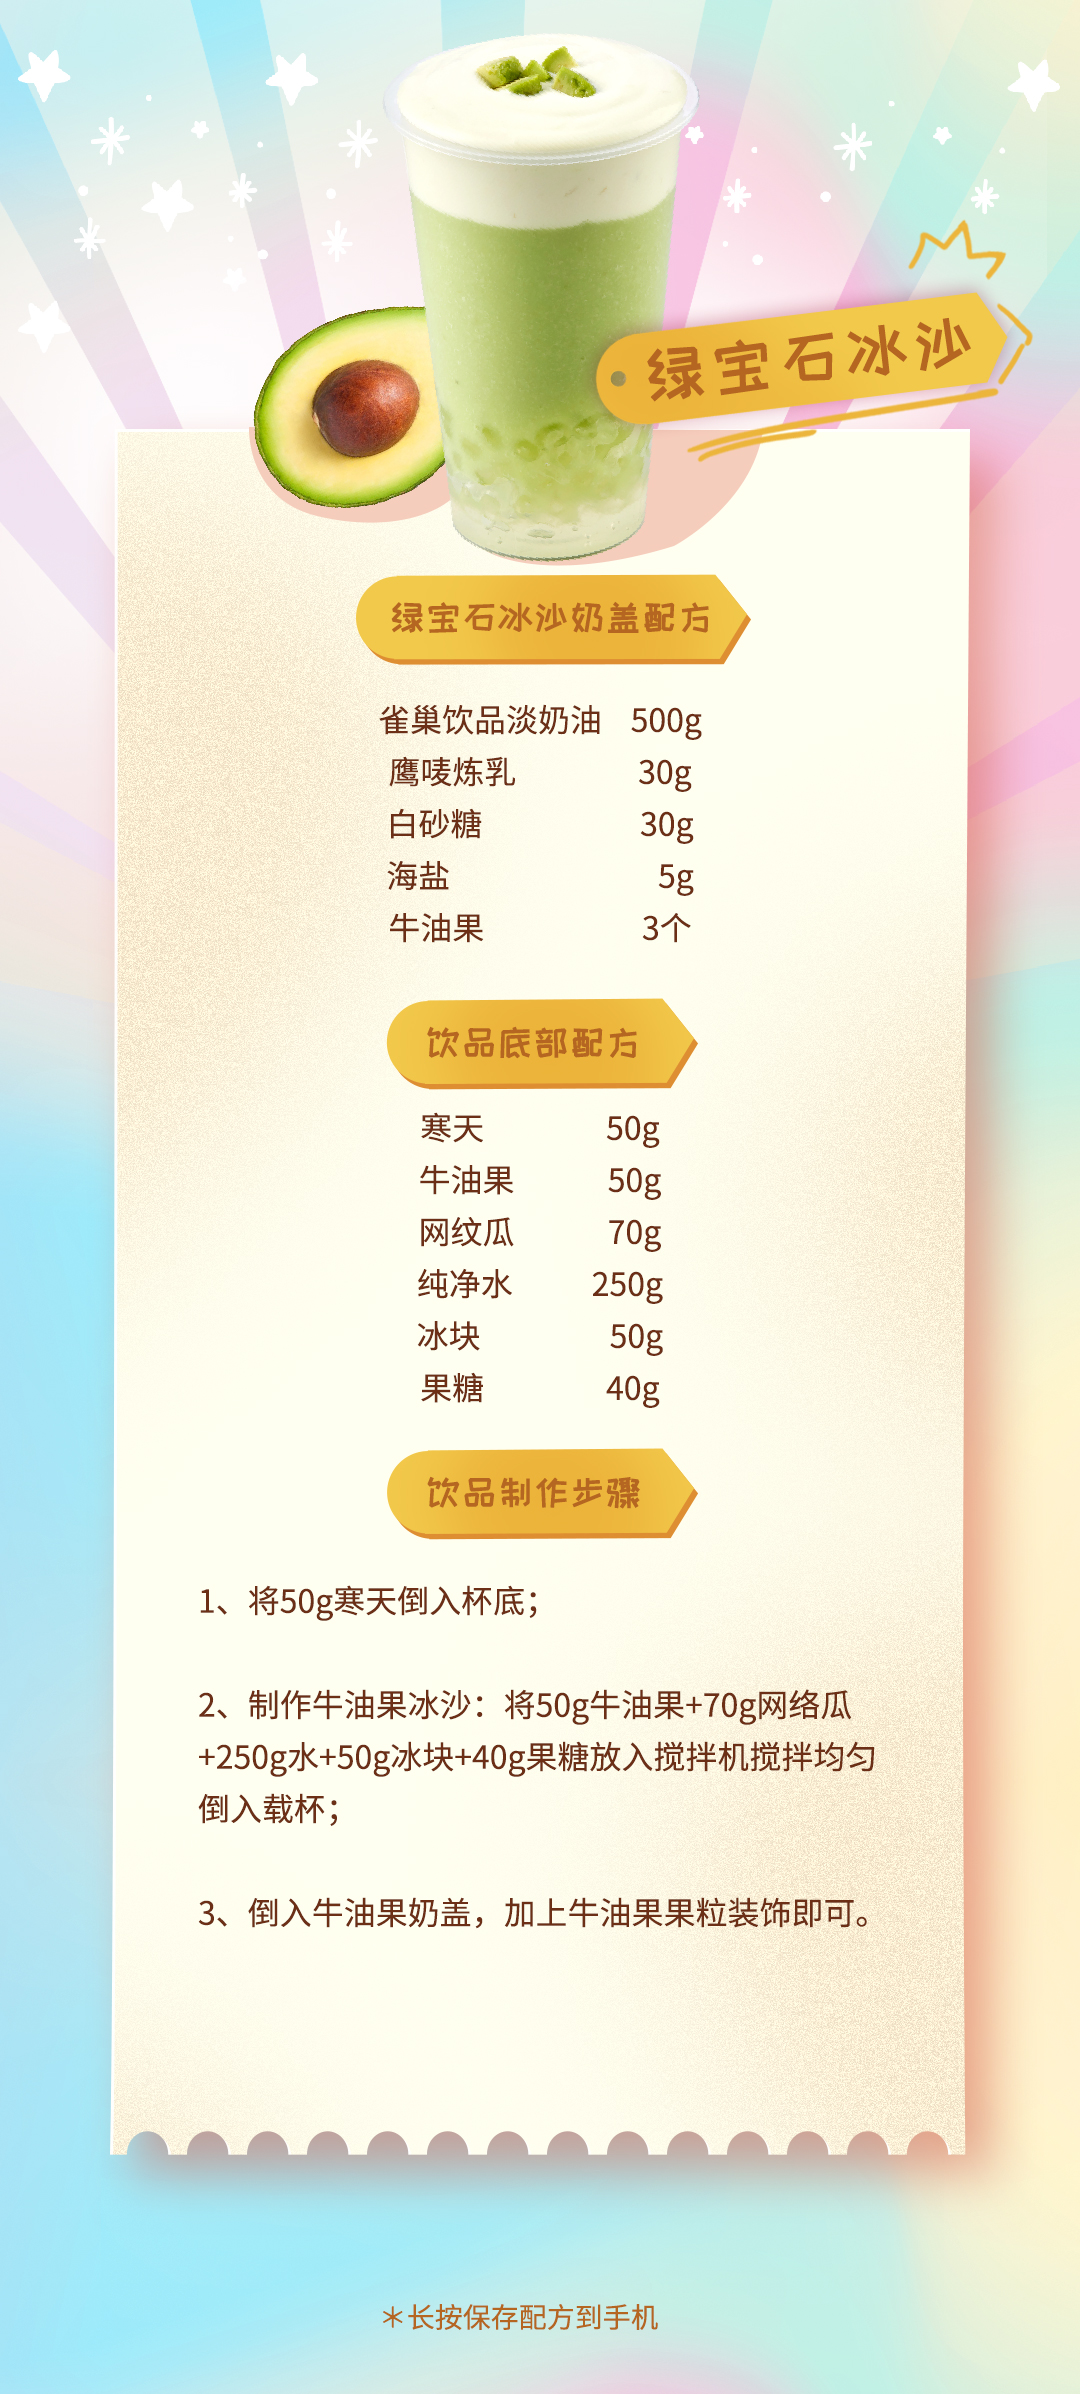 绿宝石冰沙
绿宝石冰沙奶盖配方
雀巢饮品淡奶油 500g
鹰唛炼乳 30g
白砂糖 30g
海盐 5g
牛油果 3个
饮品底部配方
寒天 50g
牛油果 50g
网纹瓜 70g
纯净水 250g
冰块 50g
果糖 40g
饮品制作步骤
1、将50g寒天倒入杯底；
2、制作牛油果冰沙：将50g牛油果+70g网络瓜
+250g水+50g冰块+40g果糖放入搅拌机搅拌均匀
倒入载杯；
3、倒入牛油果奶盖，加上牛油果果粒装饰即可。
＊长按保存配方到手机